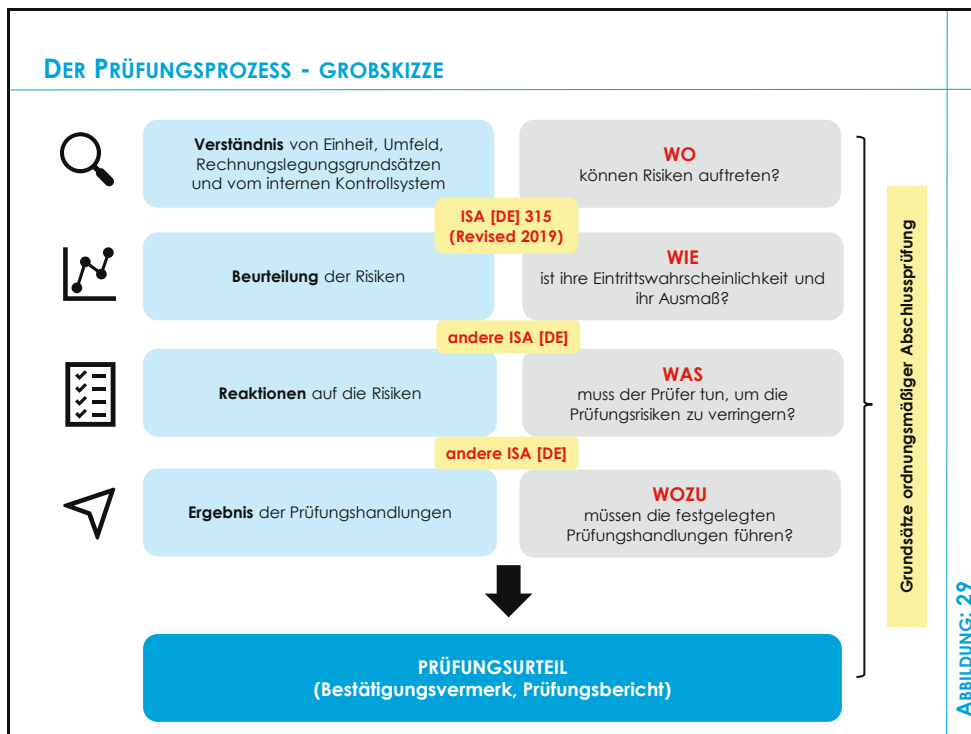 DER PRÜFUNGSPROZESS - GROBSKIZZE
Verständnis von Einheit, Umfeld,
Rechnungslegungsgrundsätzen
und vom internen Kontrollsystem
WO
können Risiken auftreten?
ISA [DE] 315
(Revised 2019)
Beurteilung der Risiken
WIE
ist ihre Eintrittswahrscheinlichkeit und
ihr Ausmaß?
andere ISA [DE]
Reaktionen auf die Risiken
WAS
muss der Prüfer tun, um die
Prüfungsrisiken zu verringern?
andere ISA [DE]
Ergebnis der Prüfungshandlungen
WOZU
müssen die festgelegten
Prüfungshandlungen führen?
PRÜFUNGSURTEIL
(Bestätigungsvermerk, Prüfungsbericht)
Grundsätze ordnungsmäßiger Abschlussprüfung
ABBILDUNG: 29